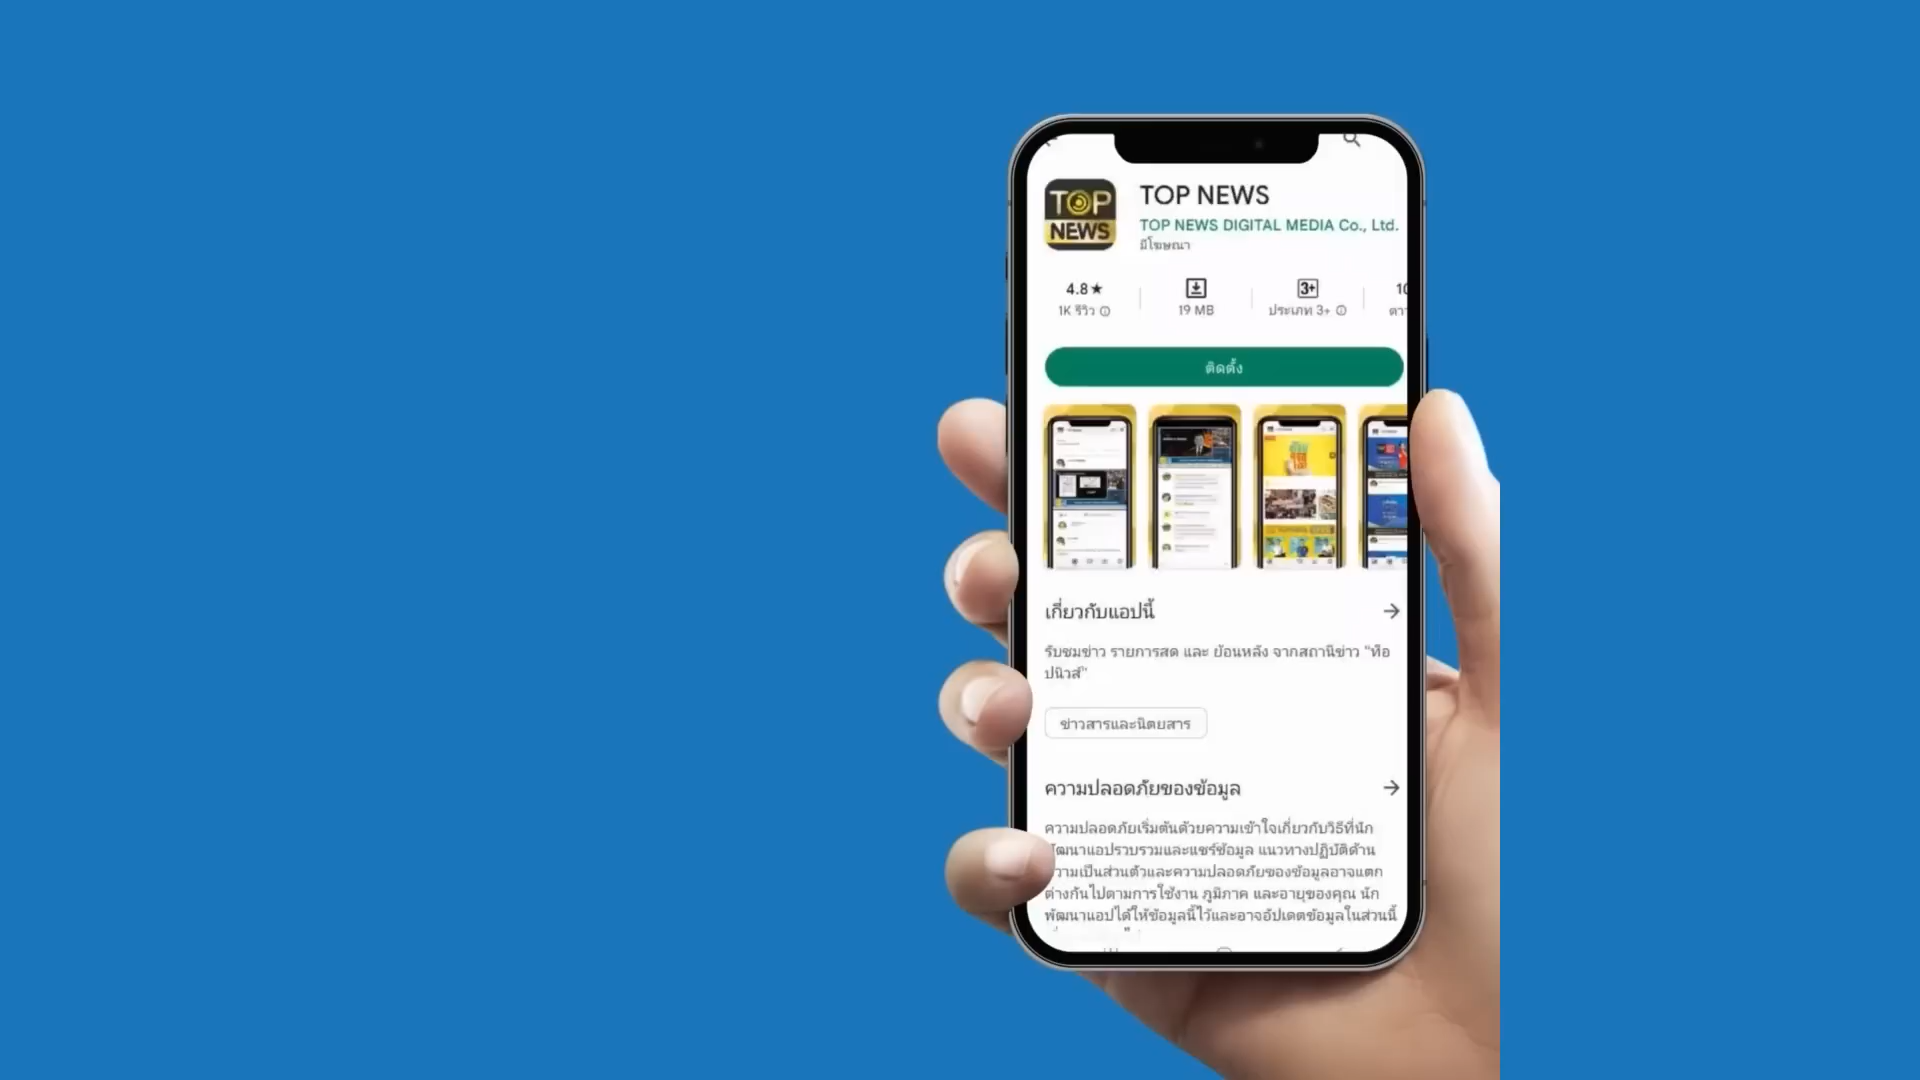 TOP
NEWS
TOP NEWS
TOP NEWS DIGITAL MEDIA Co., Ltd.
มีโฆษณา
4.8★
1K รีวิว
19 MB
3+
ประเภท 3+
ติดตั้ง
เกี่ยวกับแอปนี้
รับชมข่าว รายการสด และ ย้อนหลัง จากสถานีข่าว "ท็อ
ปนิวส์"
ข่าวสารและนิตยสาร
ความปลอดภัยของข้อมูล
ความปลอดภัยเริ่มต้นด้วยความเข้าใจเกี่ยวกับวิธีที่นัก
พัฒนาแอปรวบรวมและแชร์ข้อมูล แนวทางปฏิบัติด้าน
ความเป็นส่วนตัวและความปลอดภัยของข้อมูลอาจแตก
ต่างกันไปตามการใช้งาน ภูมิภาค และอายุของคุณ นัก
พัฒนาแอปได้ให้ข้อมูลนี้ไว้และอาจอัปเดตข้อมูลในส่วนนี้